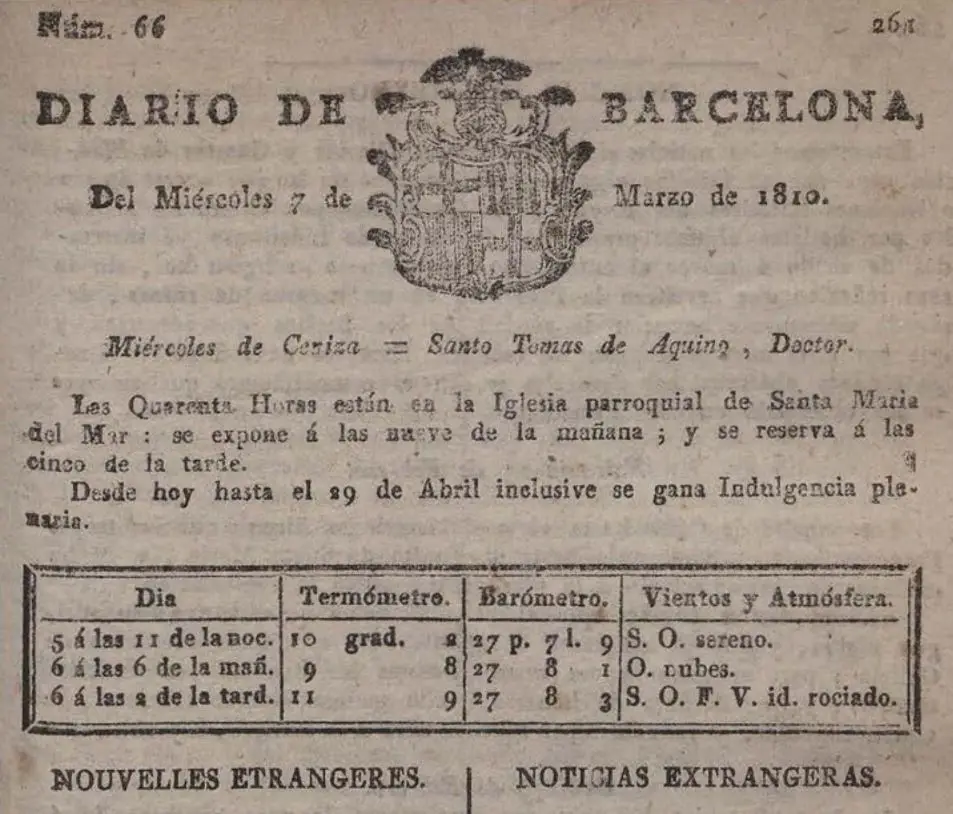 Núm. 66
261
DIARIO DE BARCELONA,
Del Miércoles 7 de Marzo de 1810.
Miércoles de Ceniza = Santo Tomas de Aquino, Doctor.
Las Quarenta Horas están en la Iglesia parroquial de Santa Maria
del Mar: se expone á las nueve de la mañana; y se reserva á las
cinco de la tarde.
Desde hoy hasta el 29 de Abril inclusive se gana Indulgencia ple-
naria.
Dia Termómetro. Barómetro. Vientos y Atmósfera.
5 á las 11 de la noc. 10 grad. 2 27 p. 7 l. 9 S. O. sereno.
6 á las 6 de la mañ. 9 8 27 8 1 O. nubes.
6 á las 2 de la tard. 11 9 27 8 3 S. O. F. V. id. rociado.
NOUVELLES ETRANGERES. NOTICIAS EXTRANGERAS.